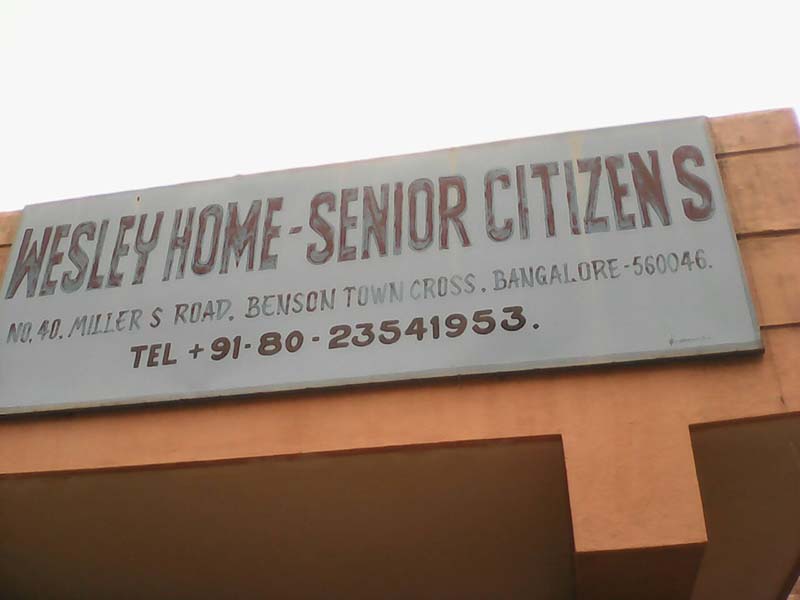 WESLEY HOME - SENIOR CITIZENS
NO. 40. MILLER S ROAD. BENSON TOWN CROSS. BANGALORE - 560046.
TEL +91 - 80 - 23541953.